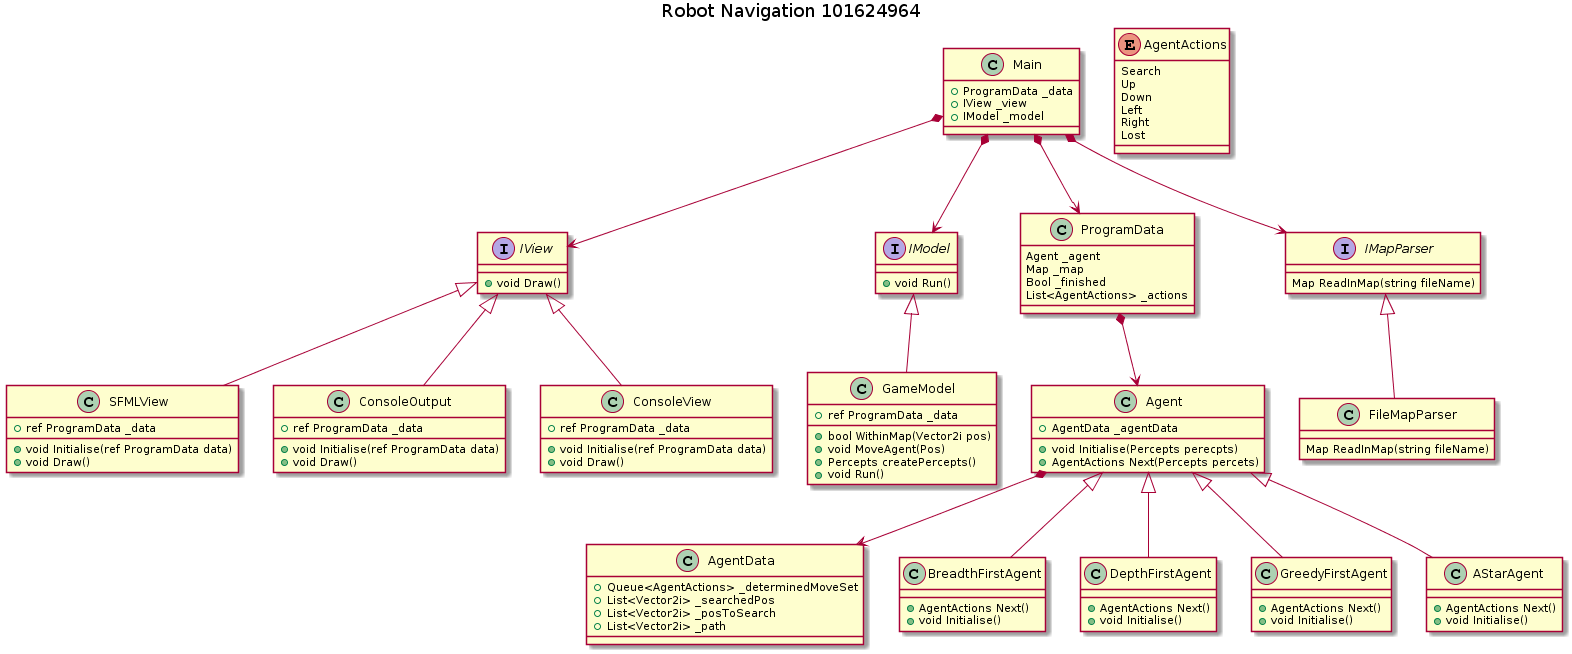 Robot Navigation 101624964
C Main
ProgramData _data
IView _view
IModel _model
E AgentActions
Search
Up
Down
Left
Right
Lost
I IView
void Draw()
I IModel
void Run()
C ProgramData
Agent _agent
Map _map
Bool _finished
List<AgentActions> _actions
I IMapParser
Map ReadInMap(string fileName)
C SFMLView
ref ProgramData _data
void Initialise(ref ProgramData data)
void Draw()
C ConsoleOutput
ref ProgramData _data
void Initialise(ref ProgramData data)
void Draw()
C ConsoleView
ref ProgramData _data
void Initialise(ref ProgramData data)
void Draw()
C GameModel
ref ProgramData _data
bool WithinMap(Vector2i pos)
void MoveAgent(Pos)
Percepts createPercepts()
void Run()
C Agent
AgentData _agentData
void Initialise(Percepts perecpts)
AgentActions Next(Percepts percets)
C FileMapParser
Map ReadInMap(string fileName)
C AgentData
Queue<AgentActions> _determinedMoveSet
List<Vector2i> _searchedPos
List<Vector2i> _posToSearch
List<Vector2i> _path
C BreadthFirstAgent
AgentActions Next()
void Initialise()
C DepthFirstAgent
AgentActions Next()
void Initialise()
C GreedyFirstAgent
AgentActions Next()
void Initialise()
C AStarAgent
AgentActions Next()
void Initialise()